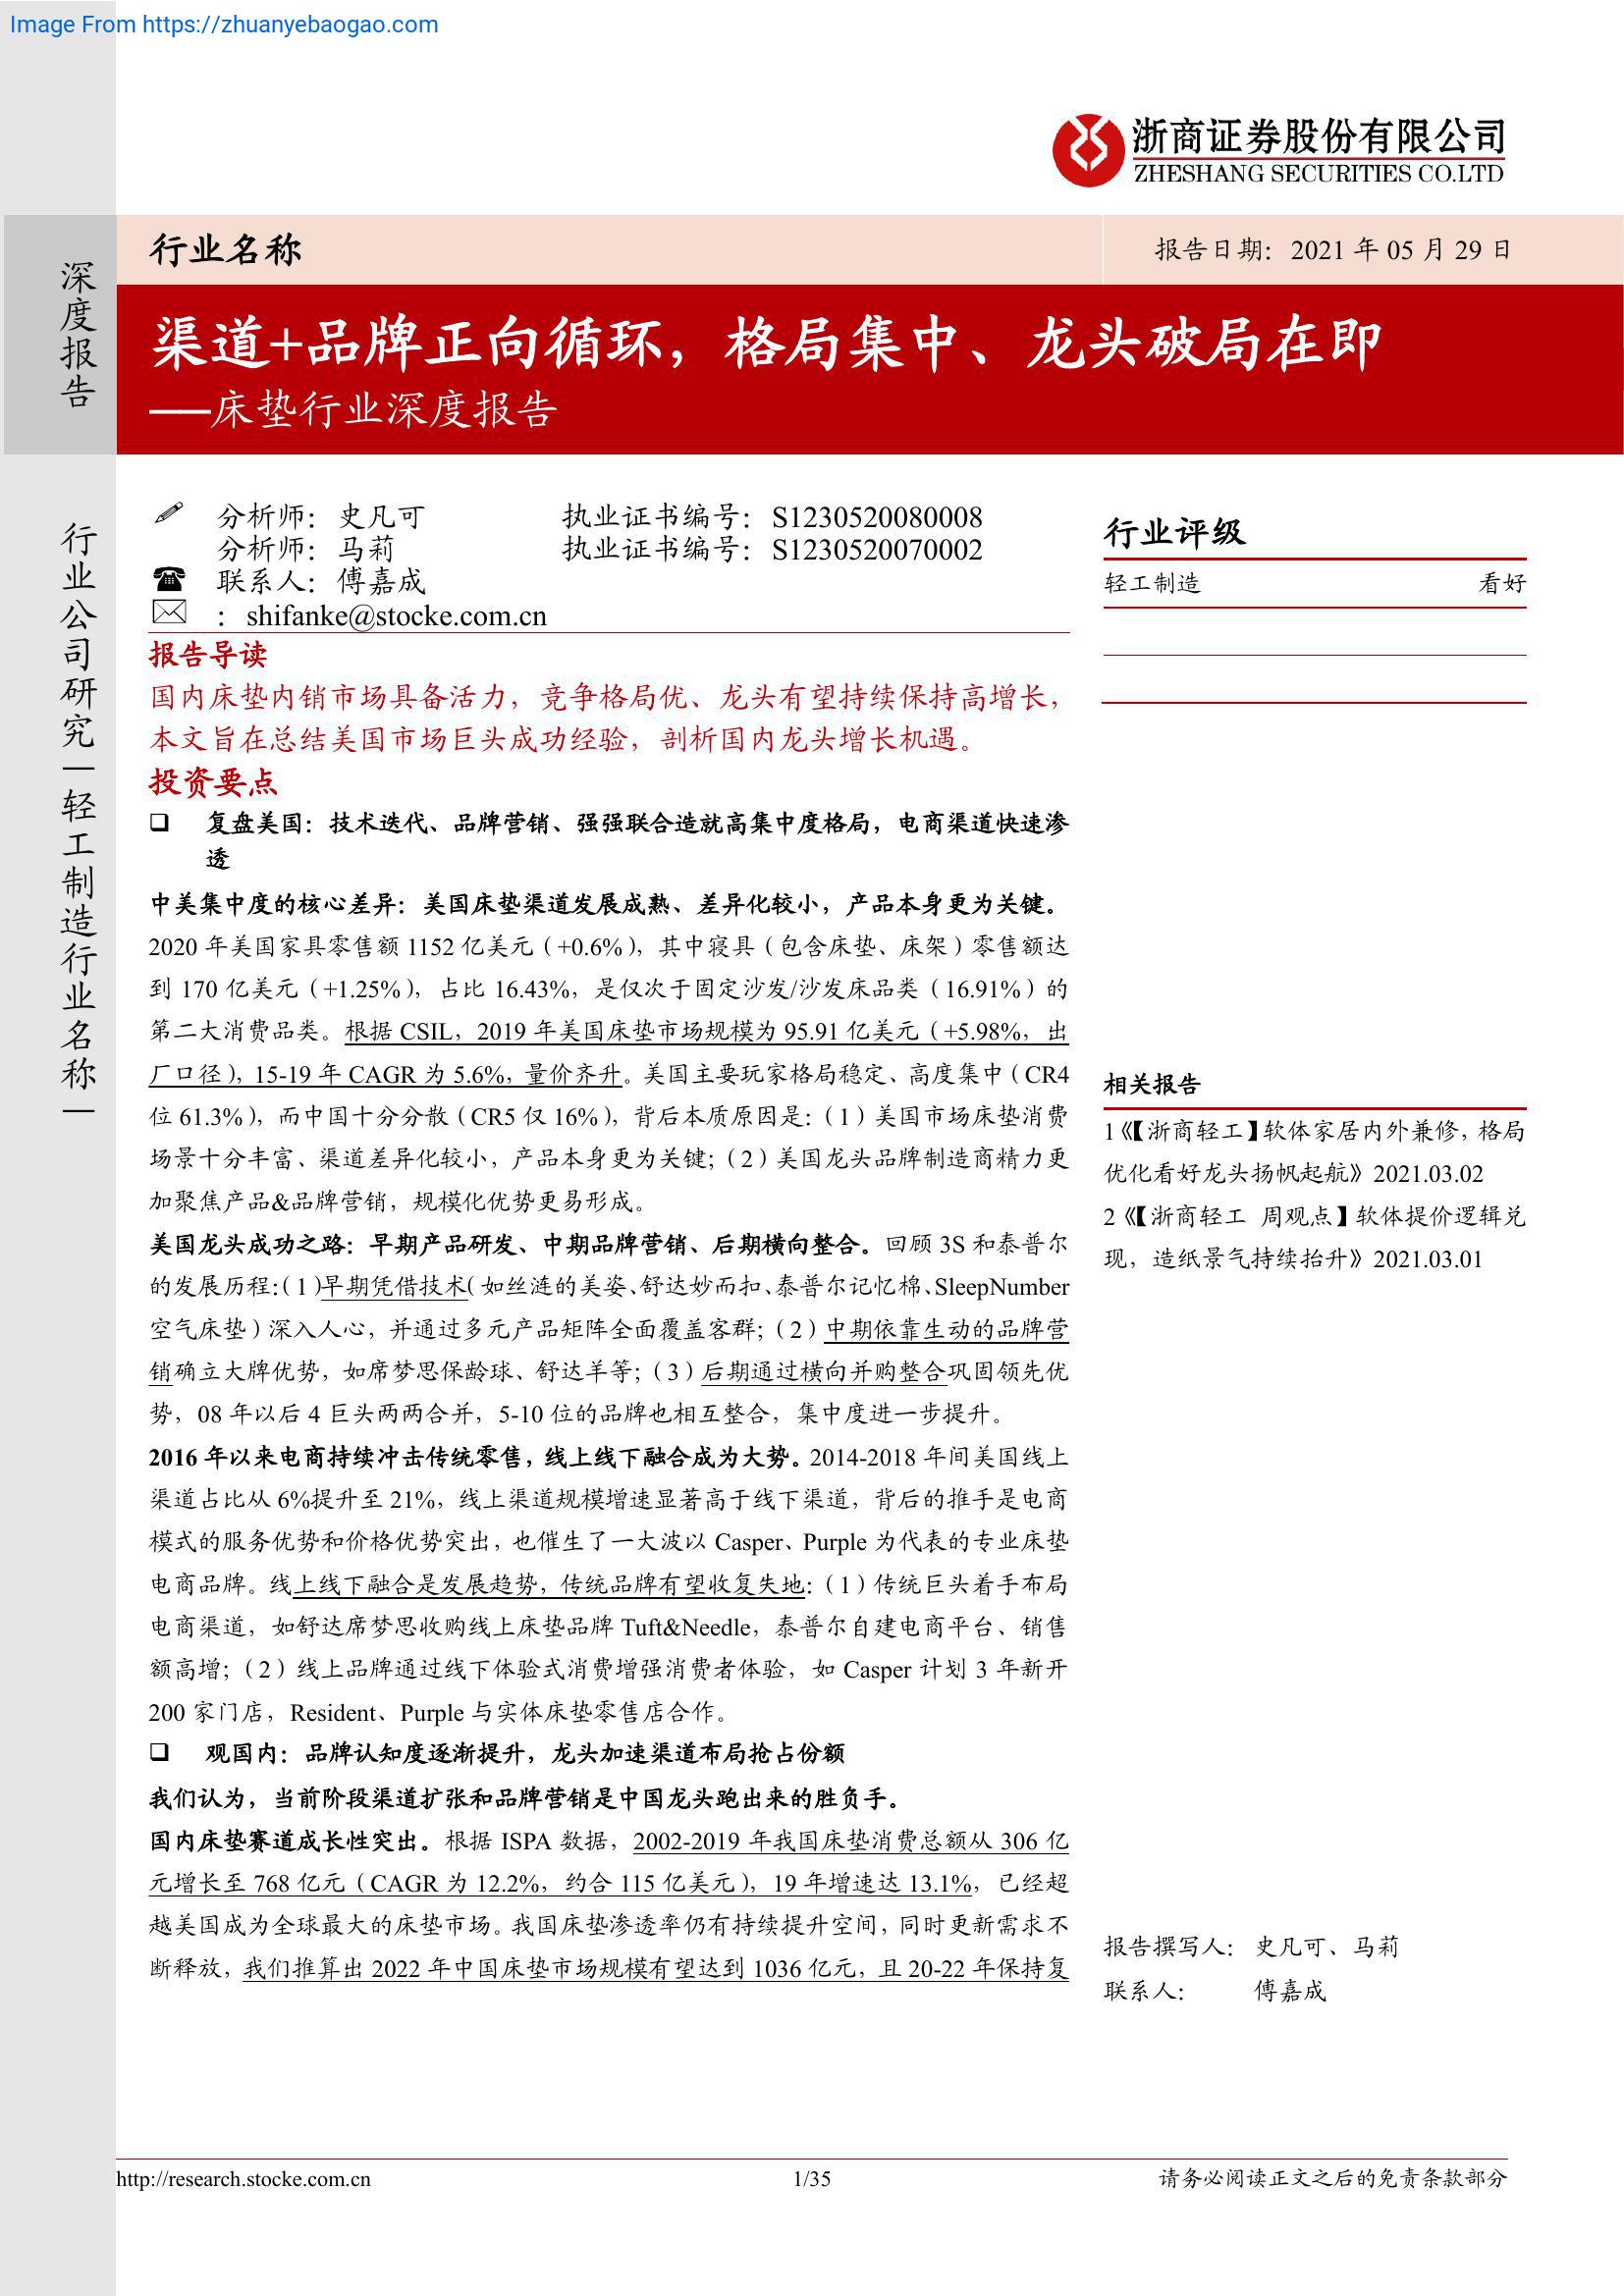 Image From https://zhuanyebaogao.com
浙商证券股份有限公司
ZHESHANG SECURITIES CO.LTD
深度报告
行业名称
报告日期：2021 年 05 月 29 日
渠道+品牌正向循环，格局集中、龙头破局在即
——床垫行业深度报告
行业公司研究|轻工制造行业名称|
分析师：史凡可 执业证书编号：S1230520080008
分析师：马莉 执业证书编号：S1230520070002
联系人：傅嘉成
：shifanke@stocke.com.cn
报告导读
国内床垫内销市场具备活力，竞争格局优、龙头有望持续保持高增长，
本文旨在总结美国市场巨头成功经验，剖析国内龙头增长机遇。
投资要点
❑ 复盘美国：技术迭代、品牌营销、强强联合造就高集中度格局，电商渠道快速渗
透
中美集中度的核心差异：美国床垫渠道发展成熟、差异化较小，产品本身更为关键。
2020 年美国家具零售额 1152 亿美元（+0.6%），其中寝具（包含床垫、床架）零售额达
到 170 亿美元（+1.25%），占比 16.43%，是仅次于固定沙发/沙发床品类（16.91%）的
第二大消费品类。根据 CSIL，2019 年美国床垫市场规模为 95.91 亿美元（+5.98%，出
厂口径），15-19 年 CAGR 为 5.6%，量价齐升。美国主要玩家格局稳定、高度集中（CR4
位 61.3%），而中国十分分散（CR5 仅 16%），背后本质原因是：（1）美国市场床垫消费
场景十分丰富、渠道差异化较小，产品本身更为关键；（2）美国龙头品牌制造商精力更
加聚焦产品&品牌营销，规模化优势更易形成。
美国龙头成功之路：早期产品研发、中期品牌营销、后期横向整合。回顾 3S 和泰普尔
的发展历程：（1）早期凭借技术（如丝涟的美姿、舒达妙而扣、泰普尔记忆棉、SleepNumber
空气床垫）深入人心，并通过多元产品矩阵全面覆盖客群；（2）中期依靠生动的品牌营
销确立大牌优势，如席梦思保龄球、舒达羊等；（3）后期通过横向并购整合巩固领先优
势，08 年以后 4 巨头两两合并，5-10 位的品牌也相互整合，集中度进一步提升。
2016 年以来电商持续冲击传统零售，线上线下融合成为大势。2014-2018 年间美国线上
渠道占比从 6%提升至 21%，线上渠道规模增速显著高于线下渠道，背后的推手是电商
模式的服务优势和价格优势突出，也催生了一大波以 Casper、Purple 为代表的专业床垫
电商品牌。线上线下融合是发展趋势，传统品牌有望收复失地：（1）传统巨头着手布局
电商渠道，如舒达席梦思收购线上床垫品牌 Tuft&Needle，泰普尔自建电商平台、销售
额高增；（2）线上品牌通过线下体验式消费增强消费者体验，如 Casper 计划 3 年新开
200 家门店，Resident、Purple 与实体床垫零售店合作。
❑ 观国内：品牌认知度逐渐提升，龙头加速渠道布局抢占份额
我们认为，当前阶段渠道扩张和品牌营销是中国龙头跑出来的胜负手。
国内床垫赛道成长性突出。根据 ISPA 数据，2002-2019 年我国床垫消费总额从 306 亿
元增长至 768 亿元（CAGR 为 12.2%，约合 115 亿美元），19 年增速达 13.1%，已经超
越美国成为全球最大的床垫市场。我国床垫渗透率仍有持续提升空间，同时更新需求不
断释放，我们推算出 2022 年中国床垫市场规模有望达到 1036 亿元，且 20-22 年保持复
行业评级
轻工制造 看好
相关报告
1《【浙商轻工】软体家居内外兼修，格局
优化看好龙头扬帆起航》2021.03.02
2《【浙商轻工 周观点】软体提价逻辑兑
现，造纸景气持续抬升》2021.03.01
报告撰写人：史凡可、马莉
联系人：傅嘉成
http://research.stocke.com.cn
1/35
请务必阅读正文之后的免责条款部分